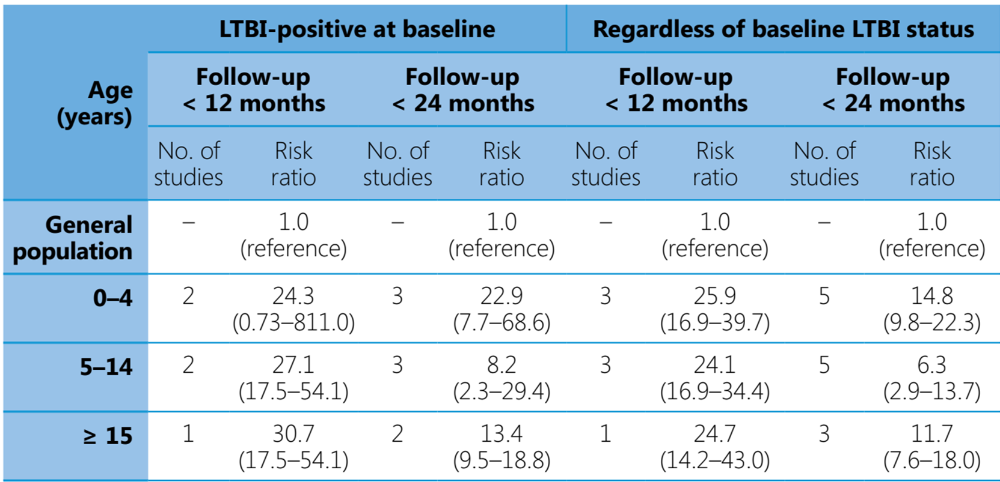 LTBI-positive at baseline Regardless of baseline LTBI status
Age
(years)
Follow-up
< 12 months
Follow-up
< 24 months
Follow-up
< 12 months
Follow-up
< 24 months
No. of
studies
Risk
ratio
No. of
studies
Risk
ratio
No. of
studies
Risk
ratio
No. of
studies
Risk
ratio
General
population
–
1.0
(reference)
–
1.0
(reference)
–
1.0
(reference)
–
1.0
(reference)
0–4
2
24.3
(0.73–811.0)
3
22.9
(7.7–68.6)
3
25.9
(16.9–39.7)
5
14.8
(9.8–22.3)
5–14
2
27.1
(17.5–54.1)
3
8.2
(2.3–29.4)
3
24.1
(16.9–34.4)
5
6.3
(2.9–13.7)
≥ 15
1
30.7
(17.5–54.1)
2
13.4
(9.5–18.8)
1
24.7
(14.2–43.0)
3
11.7
(7.6–18.0)